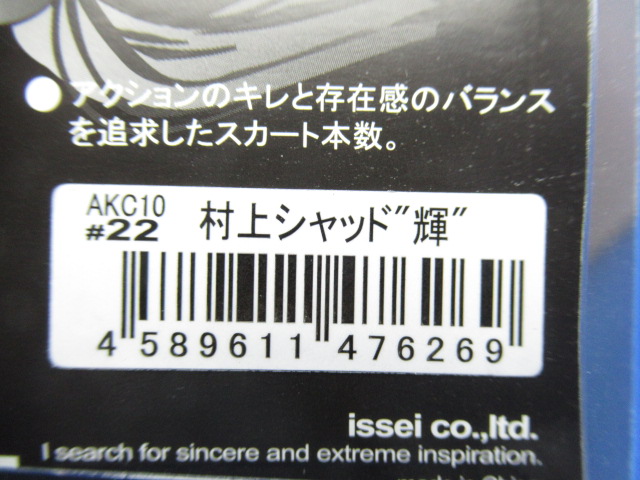 ●アクションのキレと存在感のバランス
を追求したスカート本数。
AKC10 村上シャッド"輝"
#22
4 589611 476269
issei co.,ltd.
I search for sincere and extreme inspiration.